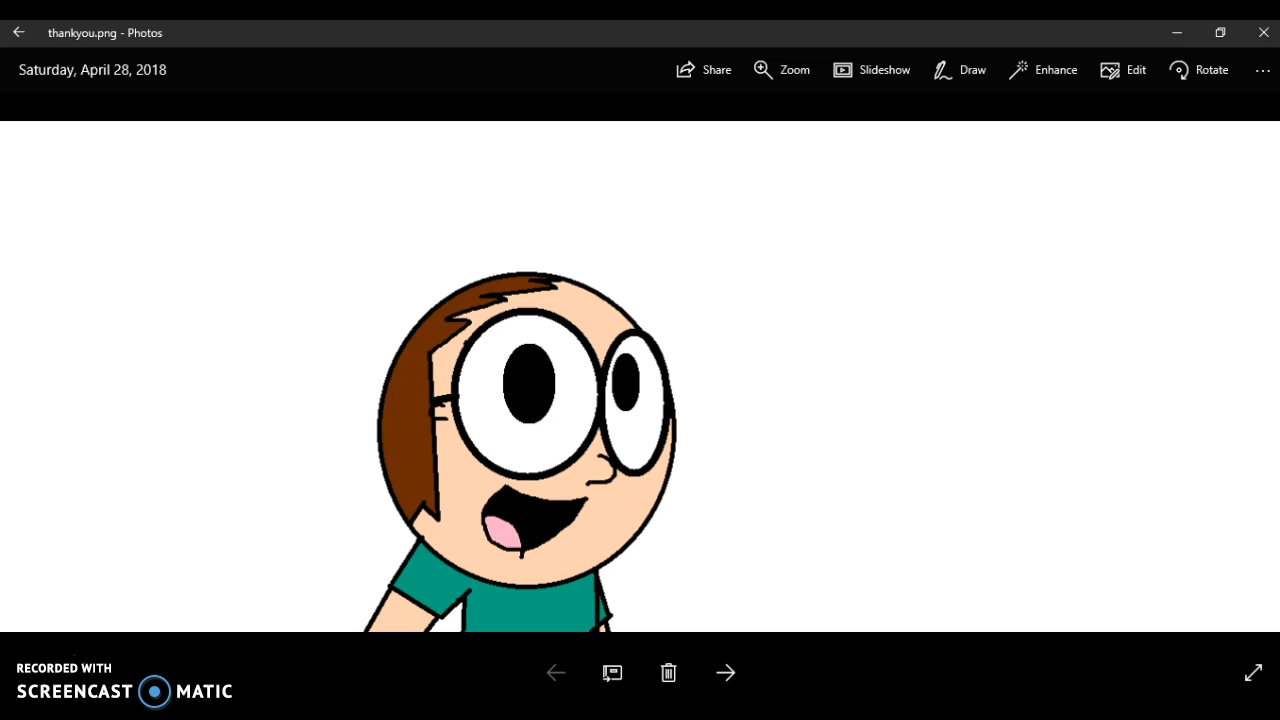 thankyou.png - Photos
Saturday, April 28, 2018
Share
Zoom
Slideshow
Draw
Enhance
Edit
Rotate
RECORDED WITH
SCREENCAST MATIC